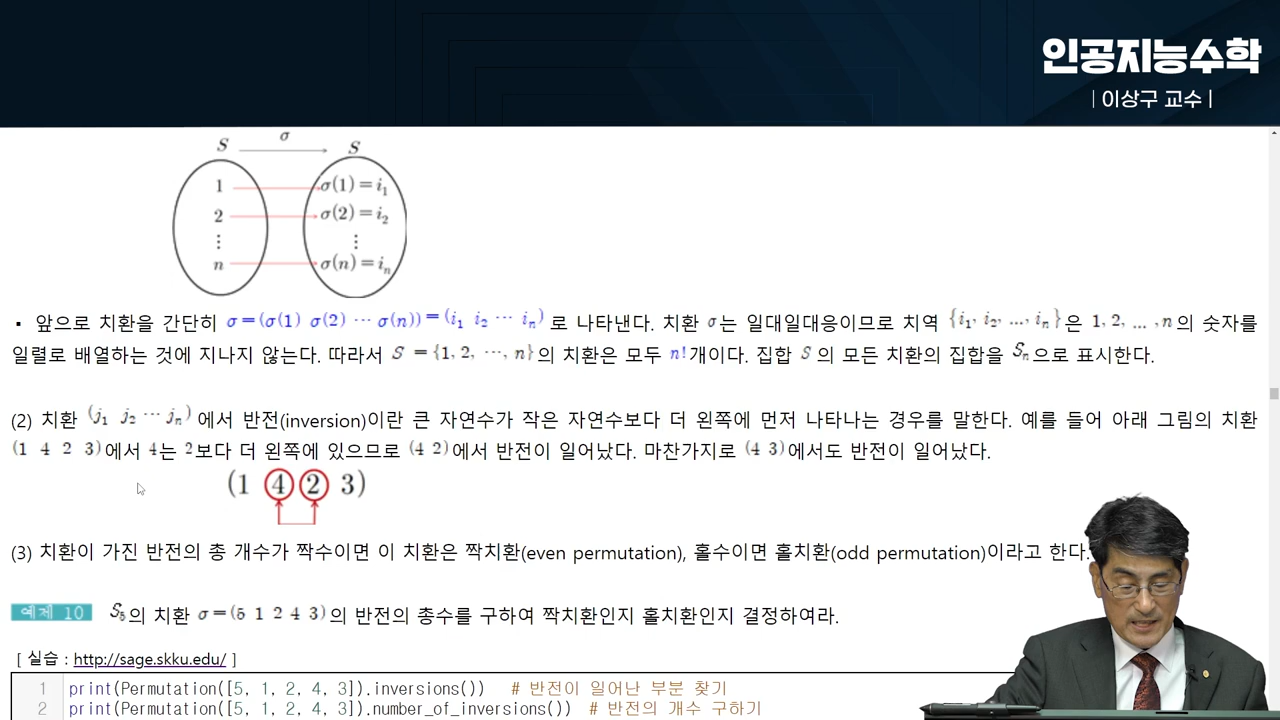 인공지능수학
| 이상구 교수 |
S σ S
1 σ(1)=i₁
2 σ(2)=i₂
⋮ ⋮
n σ(n)=iₙ
▪ 앞으로 치환을 간단히 σ=(σ(1) σ(2) ⋯ σ(n))=(i₁ i₂ ⋯ iₙ) 로 나타낸다. 치환 σ는 일대일대응이므로 치역 {i₁, i₂, ..., iₙ}은 1, 2, ... , n의 숫자를
일렬로 배열하는 것에 지나지 않는다. 따라서 S = {1, 2, ⋯, n}의 치환은 모두 n!개이다. 집합 S 의 모든 치환의 집합을 Sₙ으로 표시한다.
(2) 치환 (j₁ j₂ ⋯ jₙ) 에서 반전(inversion)이란 큰 자연수가 작은 자연수보다 더 왼쪽에 먼저 나타나는 경우를 말한다. 예를 들어 아래 그림의 치환
(1 4 2 3)에서 4는 2보다 더 왼쪽에 있으므로 (4 2)에서 반전이 일어났다. 마찬가지로 (4 3)에서도 반전이 일어났다.
(1 4 2 3)
(3) 치환이 가진 반전의 총 개수가 짝수이면 이 치환은 짝치환(even permutation), 홀수이면 홀치환(odd permutation)이라고 한다.
예제 10 S₅의 치환 σ=(5 1 2 4 3)의 반전의 총수를 구하여 짝치환인지 홀치환인지 결정하여라.
[ 실습 : http://sage.skku.edu/ ]
1 print(Permutation([5, 1, 2, 4, 3]).inversions()) # 반전이 일어난 부분 찾기
2 print(Permutation([5, 1, 2, 4, 3]).number_of_inversions()) # 반전의 개수 구하기